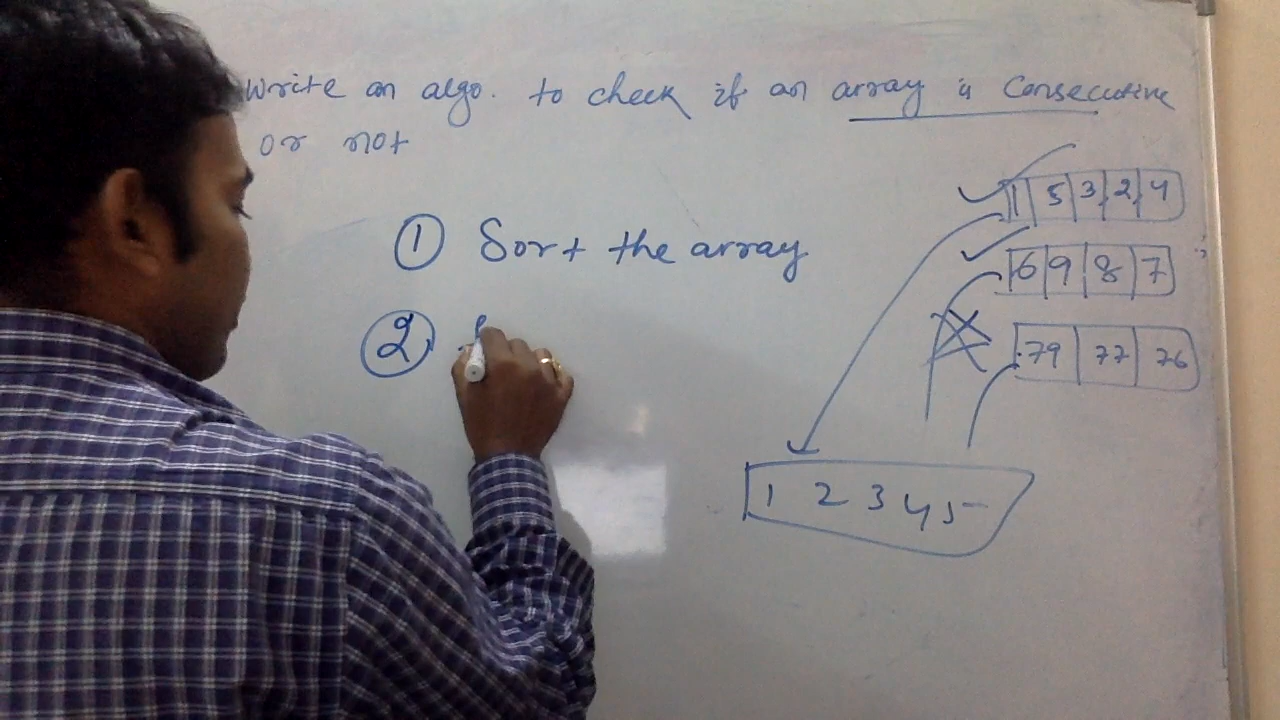 Write an algo. to check if an array is Consecutive
or not
1 5 3 2 4
① Sort the array
6 9 8 7
②
79 77 76
1 2 3 4 5